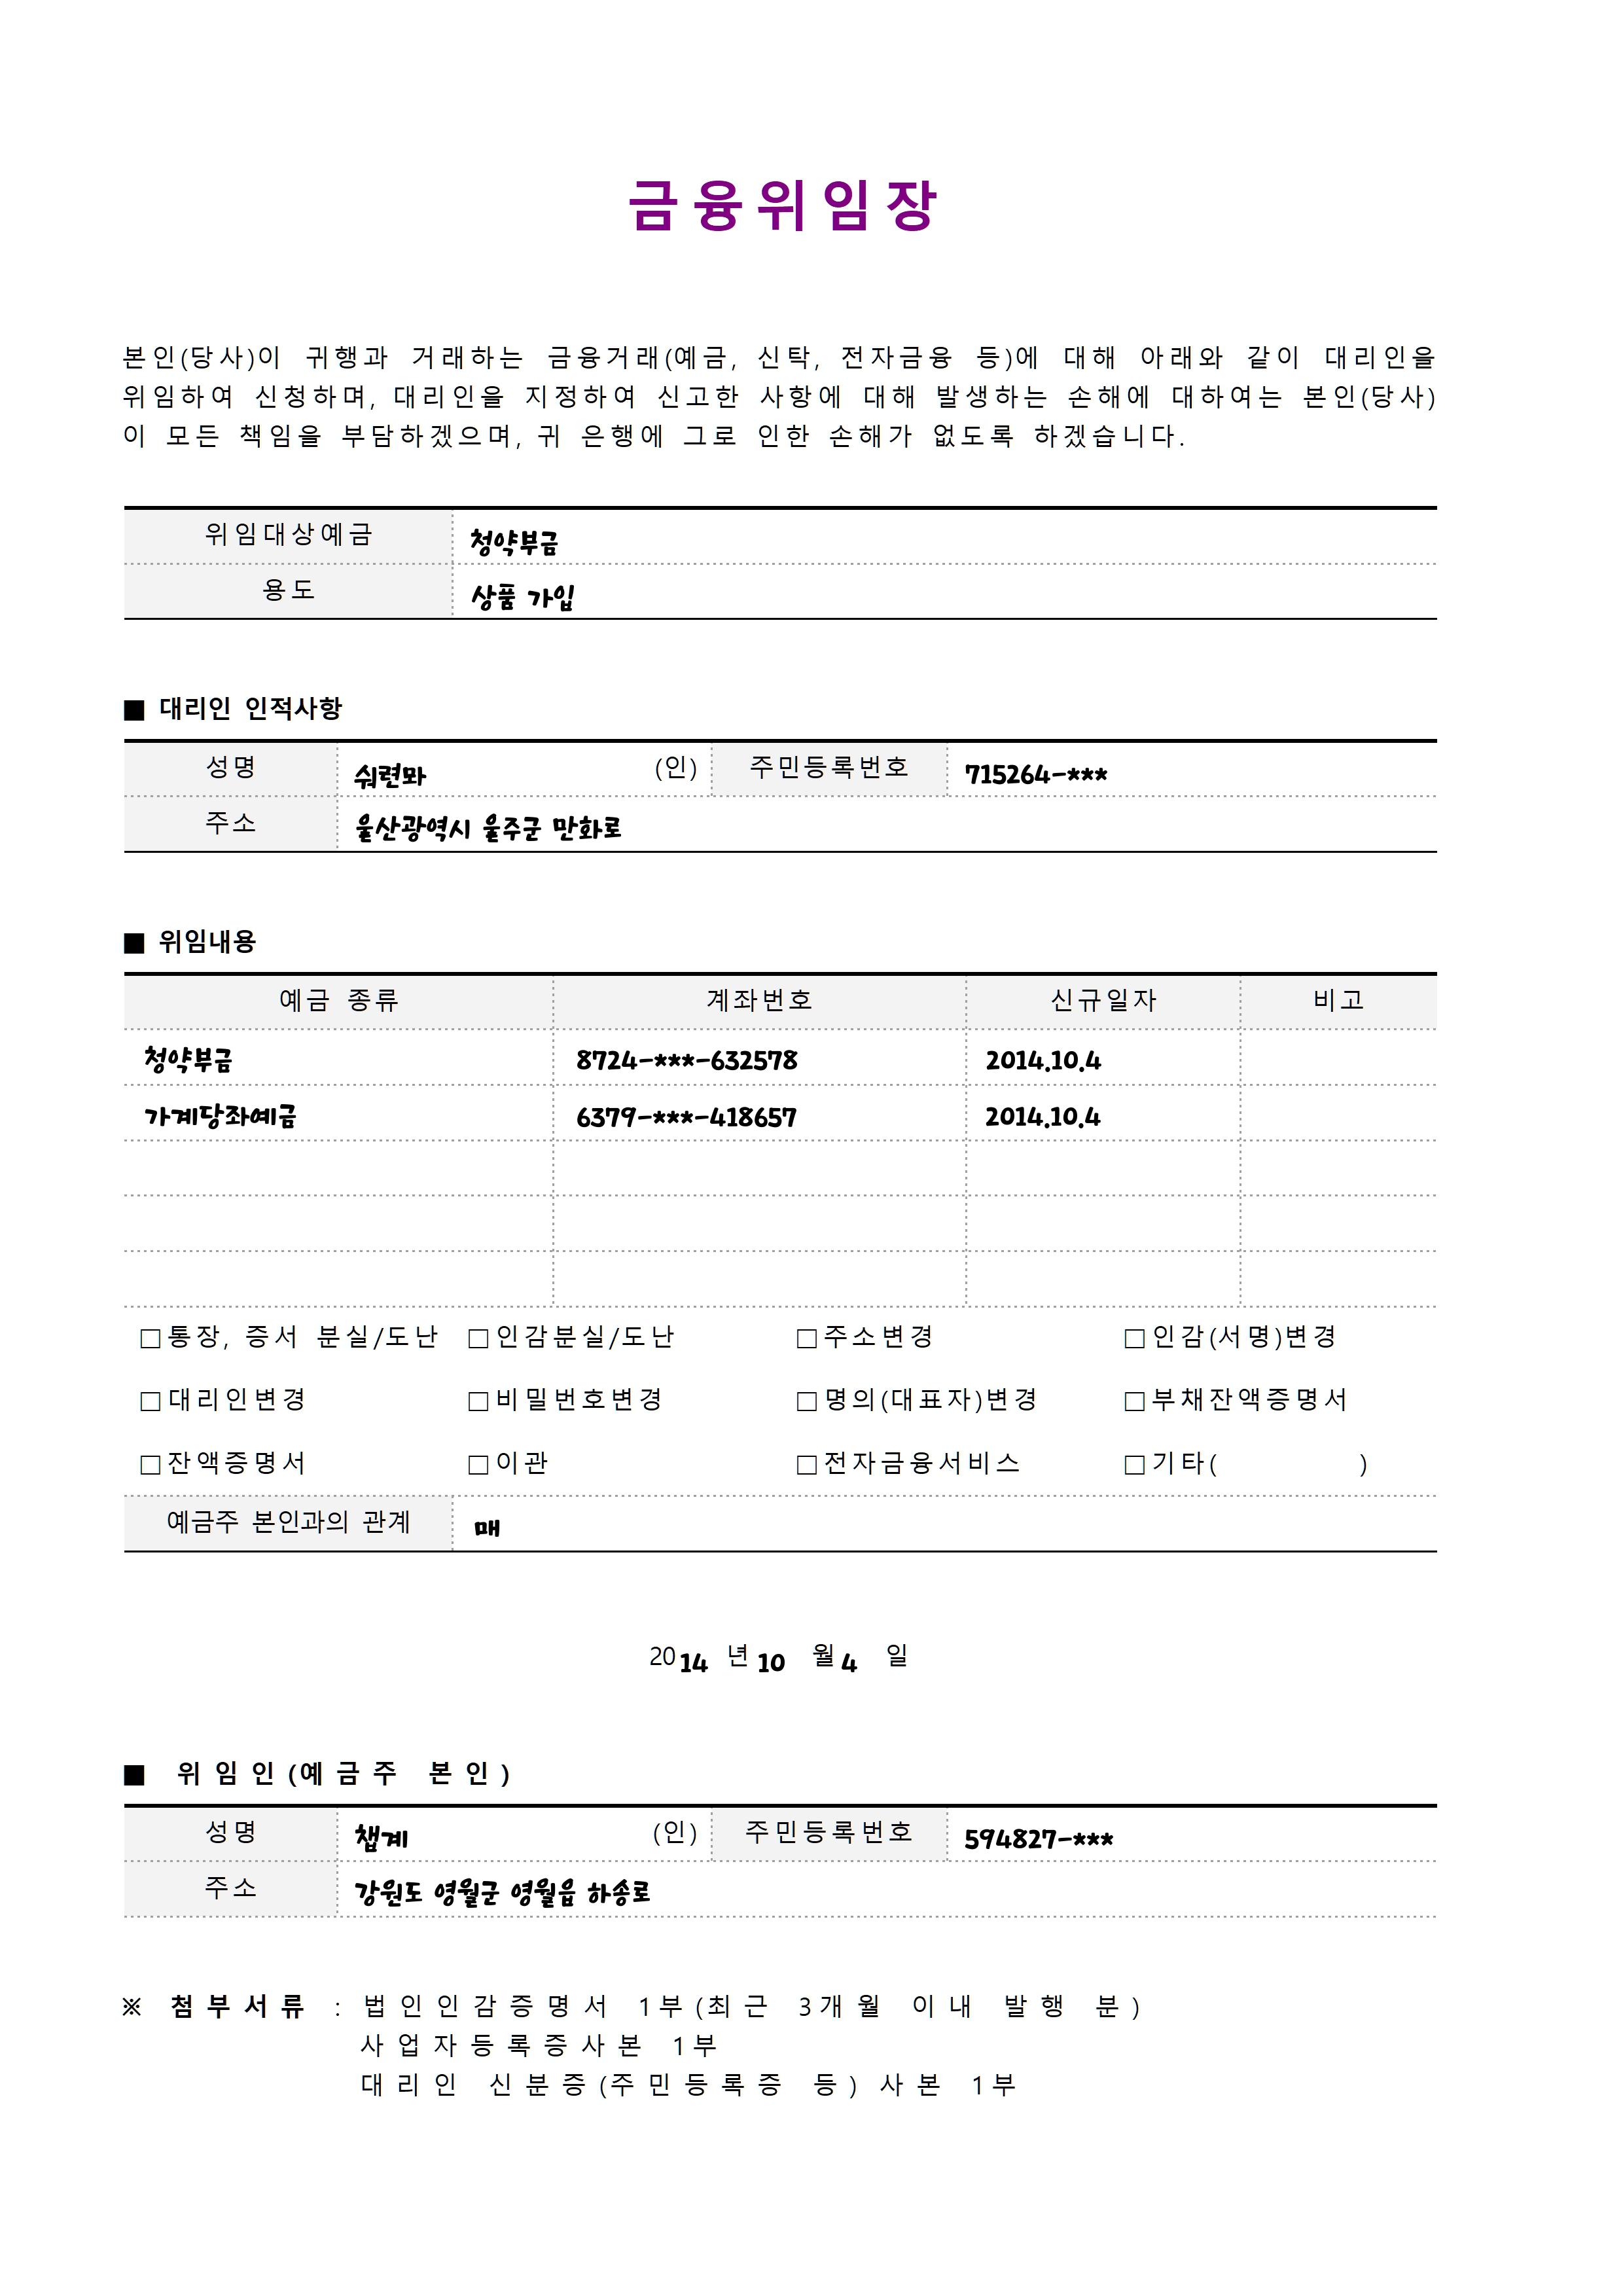 금융위임장
본인(당사)이 귀행과 거래하는 금융거래(예금, 신탁, 전자금융 등)에 대해 아래와 같이 대리인을
위임하여 신청하며, 대리인을 지정하여 신고한 사항에 대해 발생하는 손해에 대하여는 본인(당사)
이 모든 책임을 부담하겠으며, 귀 은행에 그로 인한 손해가 없도록 하겠습니다.
위임대상예금 청약부금
용도 상품 가입
■ 대리인 인적사항
성명 쉬련뫄 (인) 주민등록번호 715264-***
주소 울산광역시 울주군 만화로
■ 위임내용
예금 종류 계좌번호 신규일자 비고
청약부금 8724-***-632578 2014.10.4
가계당좌예금 6379-***-418657 2014.10.4
□통장, 증서 분실/도난 □인감분실/도난 □주소변경 □인감(서명)변경
□대리인변경 □비밀번호변경 □명의(대표자)변경 □부채잔액증명서
□잔액증명서 □이관 □전자금융서비스 □기타( )
예금주 본인과의 관계 매
2014 년 10 월 4 일
■ 위임인(예금주 본인)
성명 챕계 (인) 주민등록번호 594827-***
주소 강원도 영월군 영월읍 하송로
※ 첨부서류 : 법인인감증명서 1부(최근 3개월 이내 발행 분)
사업자등록증사본 1부
대리인 신분증(주민등록증 등) 사본 1부